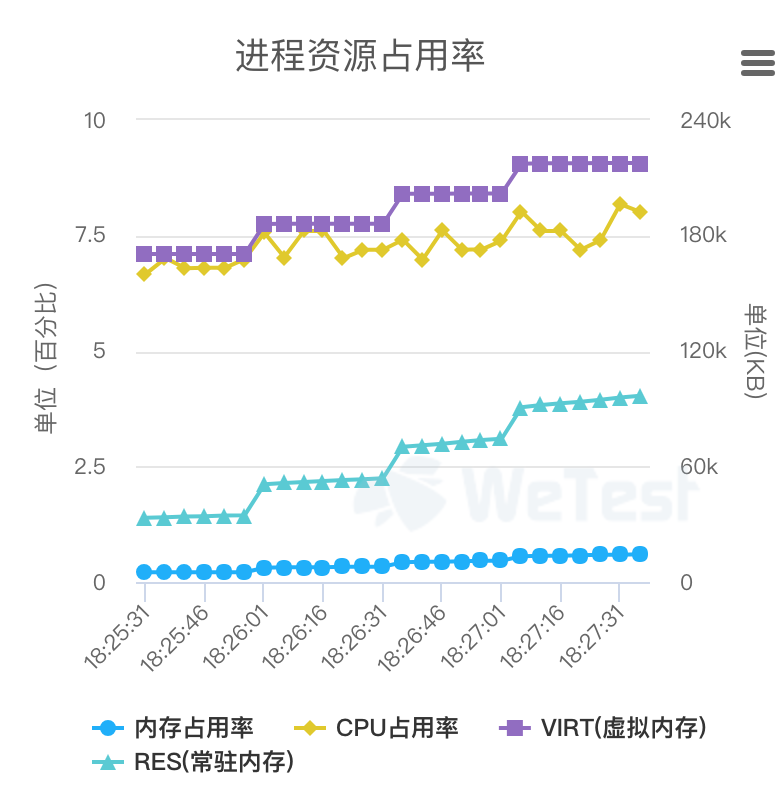 进程资源占用率
10
7.5
5
2.5
0
单位（百分比）
240k
180k
120k
60k
0
单位(KB)
WeTest
18:25:31
18:25:46
18:26:01
18:26:16
18:26:31
18:26:46
18:27:01
18:27:16
18:27:31
内存占用率
CPU占用率
VIRT(虚拟内存)
RES(常驻内存)